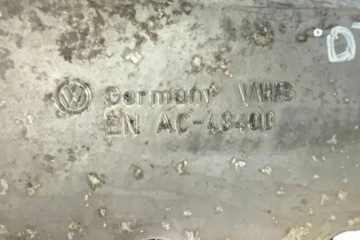 Germany VWS
EN AC-43400